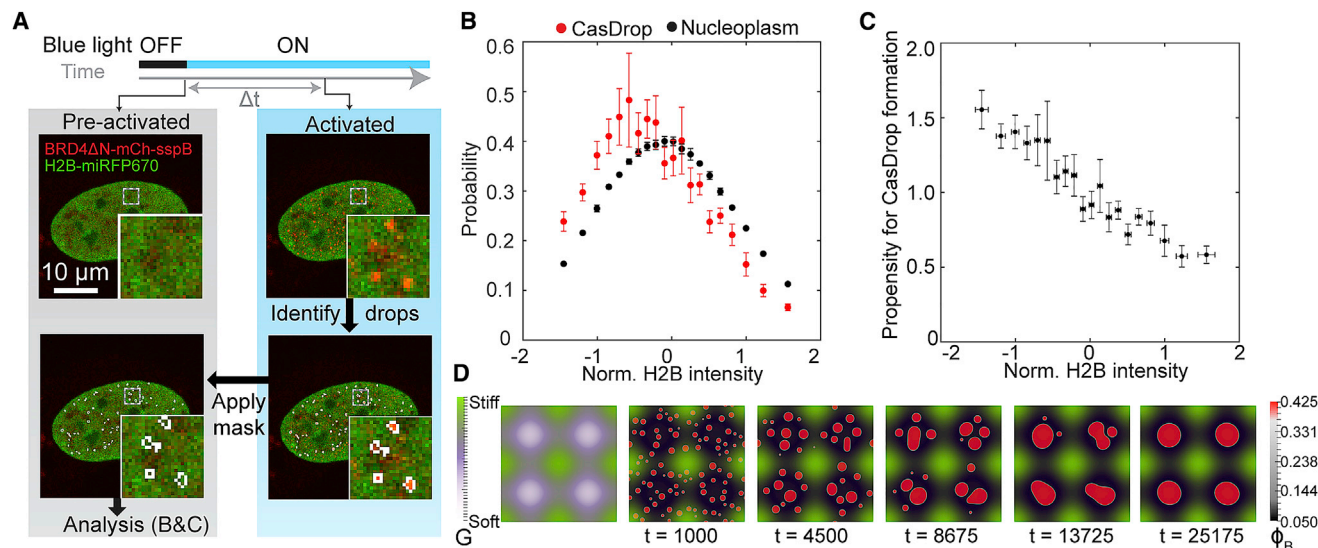 A
Blue light OFF ON
Time
Δt
Pre-activated
Activated
BRD4ΔN-mCh-sspB
H2B-miRFP670
10 μm
Identify drops
Apply
mask
Analysis (B&C)
B
CasDrop Nucleoplasm
Probability
0.6
0.5
0.4
0.3
0.2
0.1
0
-2 -1 0 1 2
Norm. H2B intensity
C
Propensity for CasDrop formation
2.0
1.5
1.0
0.5
0
-2 -1 0 1 2
Norm. H2B intensity
D
Stiff
Soft
G
t = 1000 t = 4500 t = 8675 t = 13725 t = 25175
0.425
0.331
0.238
0.144
0.050
ϕB